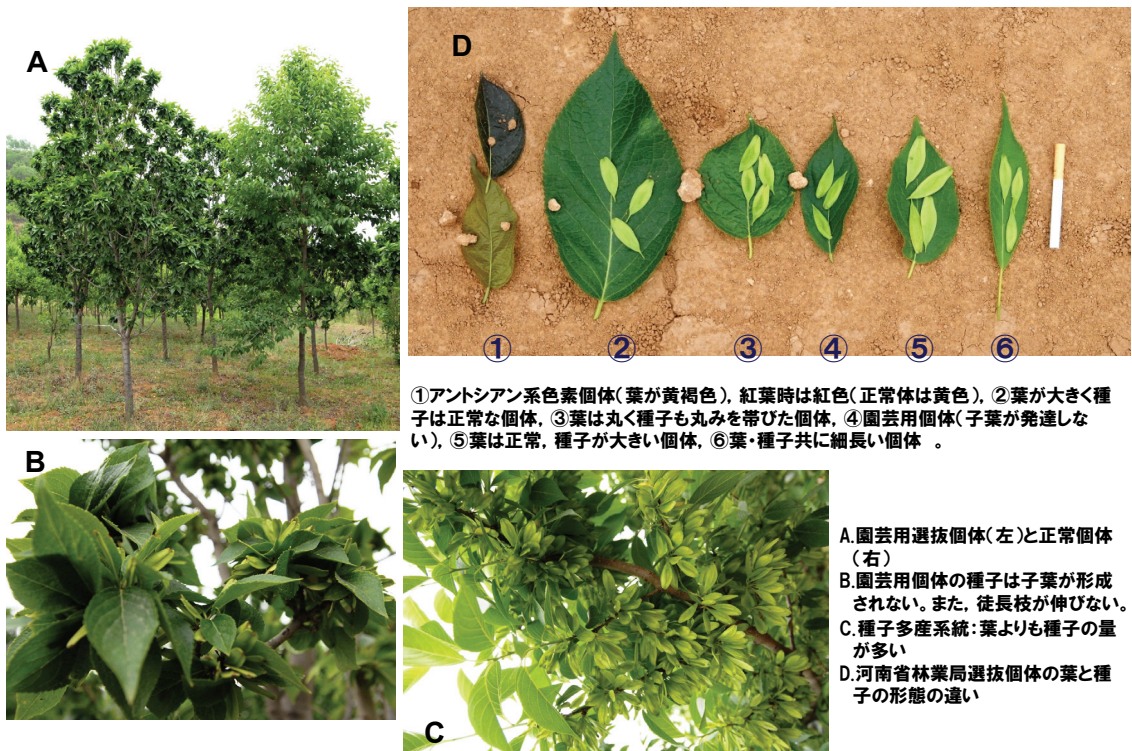 A
D
① ② ③ ④ ⑤ ⑥
①アントシアン系色素個体(葉が黄褐色), 紅葉時は紅色(正常体は黄色), ②葉が大きく種
子は正常な個体, ③葉は丸く種子も丸みを帯びた個体, ④園芸用個体(子葉が発達しな
い), ⑤葉は正常, 種子が大きい個体, ⑥葉・種子共に細長い個体 。
B
C
A.園芸用選抜個体(左)と正常個体
(右)
B.園芸用個体の種子は子葉が形成
されない。また, 徒長枝が伸びない。
C.種子多産系統:葉よりも種子の量
が多い
D.河南省林業局選抜個体の葉と種
子の形態の違い